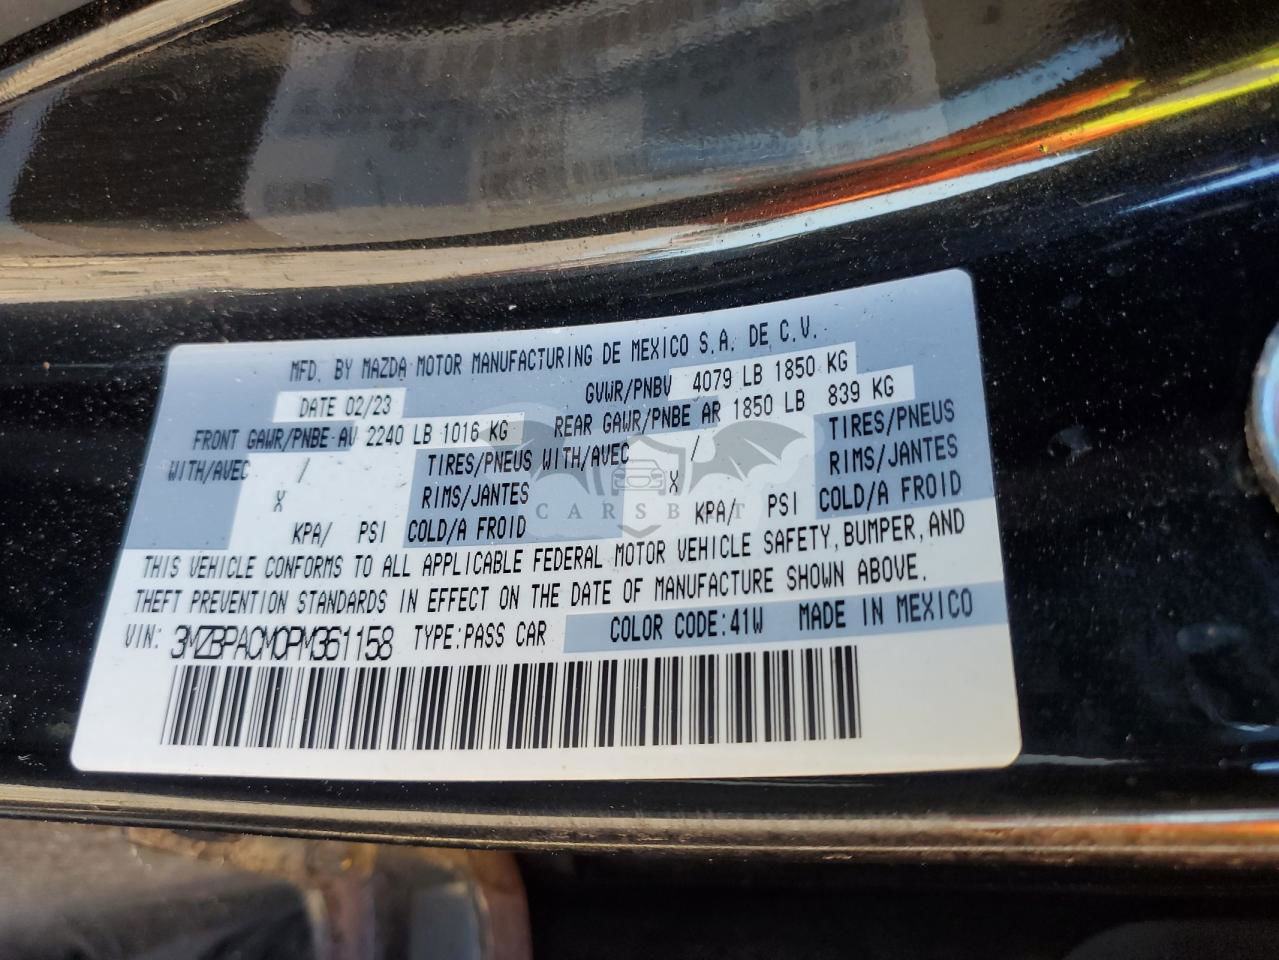 MFD. BY MAZDA MOTOR MANUFACTURING DE MEXICO S.A. DE C.V.
DATE 02/23 GVWR/PNBV 4079 LB 1850 KG
FRONT GAWR/PNBE AV 2240 LB 1016 KG REAR GAWR/PNBE AR 1850 LB 839 KG
WITH/AVEC / TIRES/PNEUS WITH/AVEC / TIRES/PNEUS
X RIMS/JANTES X RIMS/JANTES
KPA/ PSI COLD/A FROID KPA/ PSI COLD/A FROID
CARSBAT
THIS VEHICLE CONFORMS TO ALL APPLICABLE FEDERAL MOTOR VEHICLE SAFETY, BUMPER, AND
THEFT PREVENTION STANDARDS IN EFFECT ON THE DATE OF MANUFACTURE SHOWN ABOVE.
VIN: 3MZBPACM0PM361158 TYPE:PASS CAR COLOR CODE:41W MADE IN MEXICO